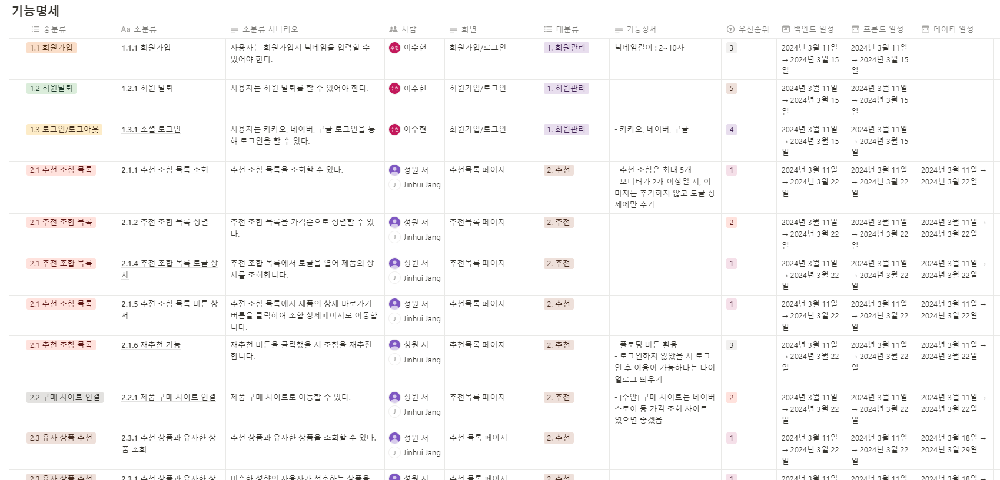 기능명세
중분류 Aa 소분류 소분류 시나리오 사람 화면 대분류 기능상세 우선순위 백엔드 일정 프론트 일정 데이터 일정
1.1 회원가입 1.1.1 회원가입 사용자는 회원가입시 닉네임을 입력할 수 수현 이수현 회원가입/로그인 1. 회원관리 닉네임길이 : 2~10자 3 2024년 3월 11일 2024년 3월 11일
있어야 한다. → 2024년 3월 15 → 2024년 3월 15
일 일
1.2 회원탈퇴 1.2.1 회원 탈퇴 사용자는 회원 탈퇴를 할 수 있어야 한다. 수현 이수현 회원가입/로그인 1. 회원관리 5 2024년 3월 11일 2024년 3월 11일
→ 2024년 3월 15 → 2024년 3월 15
일 일
1.3 로그인/로그아웃 1.3.1 소셜 로그인 사용자는 카카오, 네이버, 구글 로그인을 통 수현 이수현 회원가입/로그인 1. 회원관리 - 카카오, 네이버, 구글 4 2024년 3월 11일 2024년 3월 11일
해 로그인을 할 수 있다. → 2024년 3월 15 → 2024년 3월 15
일 일
2.1 추천 조합 목록 2.1.1 추천 조합 목록 조회 추천 조합 목록을 조회할 수 있다. 성원 서 추천목록 페이지 2. 추천 - 추천 조합은 최대 5개 1 2024년 3월 11일 2024년 3월 11일 2024년 3월 11일 →
J Jinhui Jang - 모니터가 2개 이상일 시, 이 → 2024년 3월 22 → 2024년 3월 22 2024년 3월 22일
미지는 추가하지 않고 토글 상 일 일
세에만 추가
2.1 추천 조합 목록 2.1.2 추천 조합 목록 정렬 추천 조합 목록을 가격순으로 정렬할 수 있 성원 서 추천목록 페이지 2. 추천 2 2024년 3월 11일 2024년 3월 11일 2024년 3월 11일 →
다. J Jinhui Jang → 2024년 3월 22 → 2024년 3월 22 2024년 3월 22일
일 일
2.1 추천 조합 목록 2.1.4 추천 조합 목록 토글 상 추천 조합 목록에서 토글을 열어 제품의 상 성원 서 추천목록 페이지 2. 추천 1 2024년 3월 11일 2024년 3월 11일 2024년 3월 11일 →
세 세를 조회합니다. J Jinhui Jang → 2024년 3월 22 → 2024년 3월 22 2024년 3월 22일
일 일
2.1 추천 조합 목록 2.1.5 추천 조합 목록 버튼 상 추천 조합 목록에서 제품의 상세 바로가기 성원 서 추천목록 페이지 2. 추천 1 2024년 3월 11일 2024년 3월 11일 2024년 3월 11일 →
세 버튼을 클릭하여 조합 상세페이지로 이동합 J Jinhui Jang → 2024년 3월 22 → 2024년 3월 22 2024년 3월 22일
니다. 일 일
2.1 추천 조합 목록 2.1.6 재추천 기능 재추천 버튼을 클릭했을 시 조합을 재추천 성원 서 추천목록 페이지 2. 추천 - 플로팅 버튼 활용 3 2024년 3월 11일 2024년 3월 11일 2024년 3월 11일 →
합니다. J Jinhui Jang - 로그인하지 않았을 시 로그 → 2024년 3월 22 → 2024년 3월 22 2024년 3월 22일
인 후 이용이 가능하다는 다이 일 일
얼로그 띄우기
2.2 구매 사이트 연결 2.2.1 제품 구매 사이트 연결 제품 구매 사이트로 이동할 수 있다. 성원 서 추천목록 페이지 2. 추천 - [수안] 구매 사이트는 네이버 2 2024년 3월 11일 2024년 3월 11일 2024년 3월 11일 →
J Jinhui Jang 스토어 등 가격 조회 사이트 → 2024년 3월 22 → 2024년 3월 22 2024년 3월 22일
였으면 좋겠음 일 일
2.3 유사 상품 추천 2.3.1 추천 상품과 유사한 상 추천 상품과 유사한 상품을 조회할 수 있다. 성원 서 추천 목록 페이지 2. 추천 1 2024년 3월 11일 2024년 3월 11일 2024년 3월 18일 →
품 조회 J Jinhui Jang → 2024년 3월 22 → 2024년 3월 22 2024년 3월 29일
일 일
2.3 유사 상품 추천 2.3.1 추천 상품과 유사한 상 비슷한 성향의 사용자가 선호하는 상품을 성원 서 추천 목록 페이지 2. 추천 1 2024년 3월 11일 2024년 3월 11일 2024년 3월 18일 →